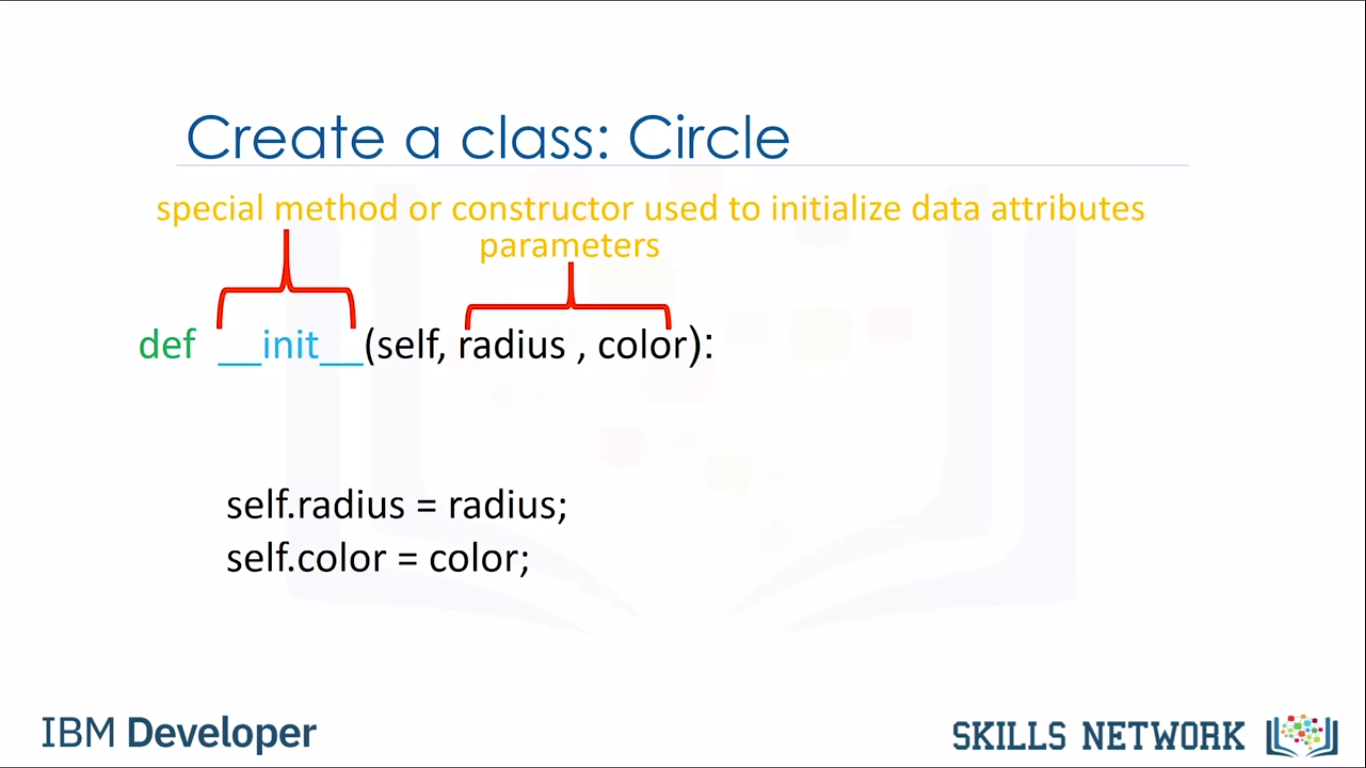 Create a class: Circle
special method or constructor used to initialize data attributes
parameters
def __init__(self, radius , color):
self.radius = radius;
self.color = color;
IBM Developer
SKILLS NETWORK